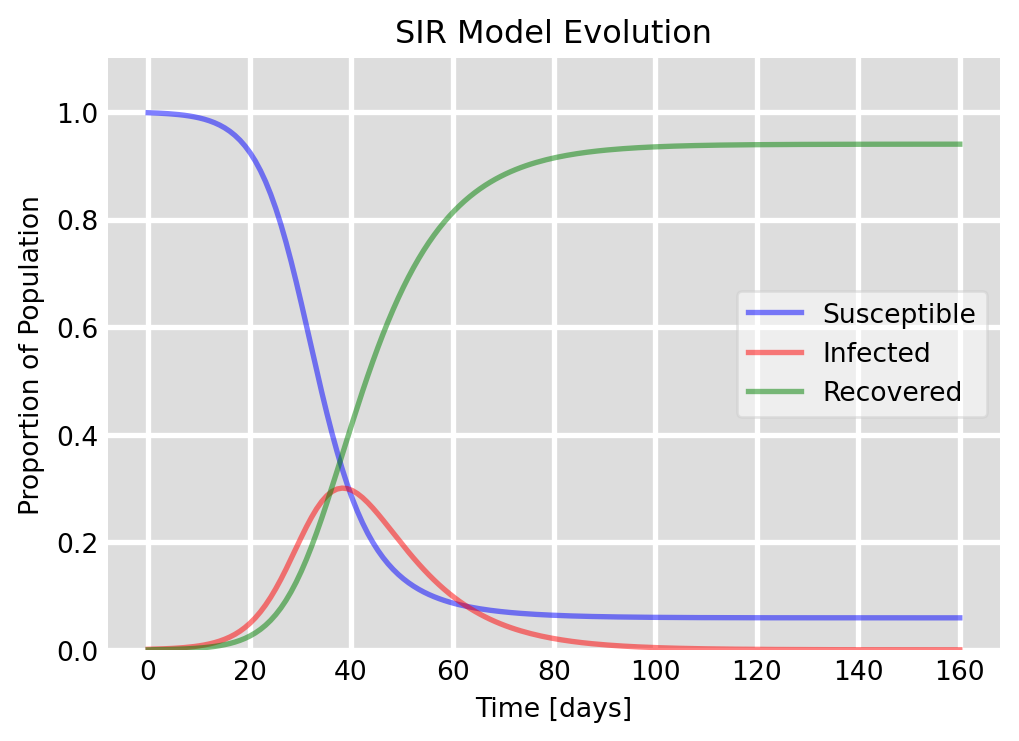 SIR Model Evolution
Proportion of Population
1.0
0.8
0.6
0.4
0.2
0.0
Susceptible
Infected
Recovered
0 20 40 60 80 100 120 140 160
Time [days]